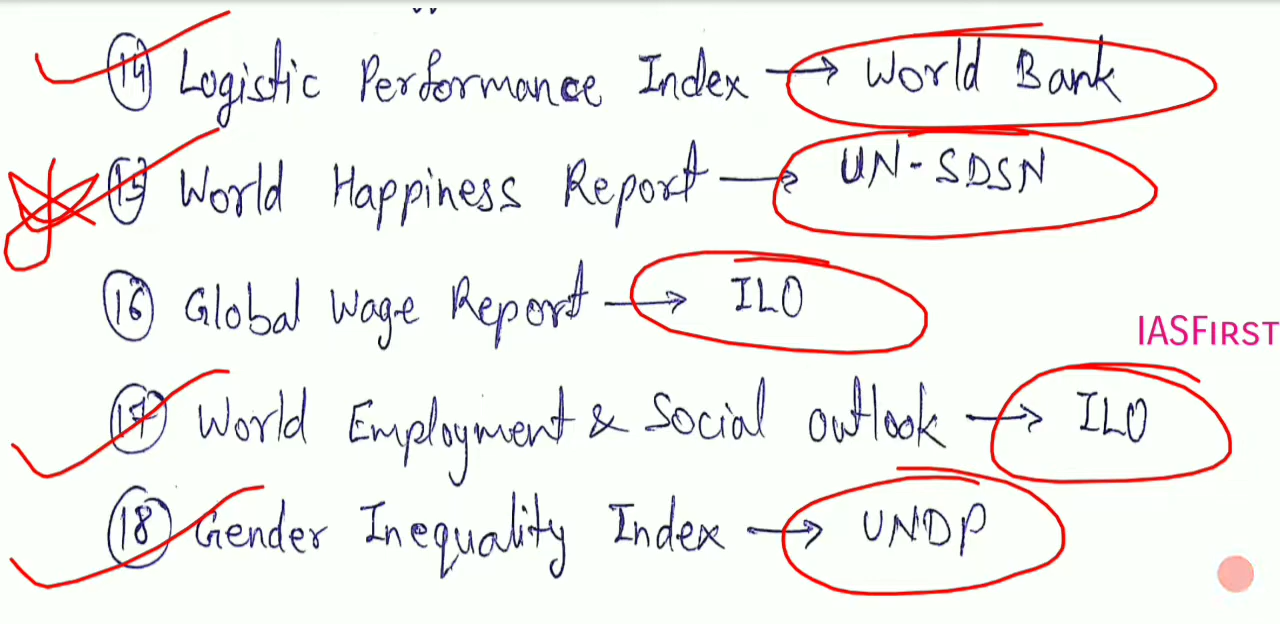 14 Logistic Performance Index → World Bank
15 World Happiness Report → UN-SDSN
16 Global Wage Report → ILO
IASFIRST
17 World Employment & Social outlook → ILO
18 Gender Inequality Index → UNDP